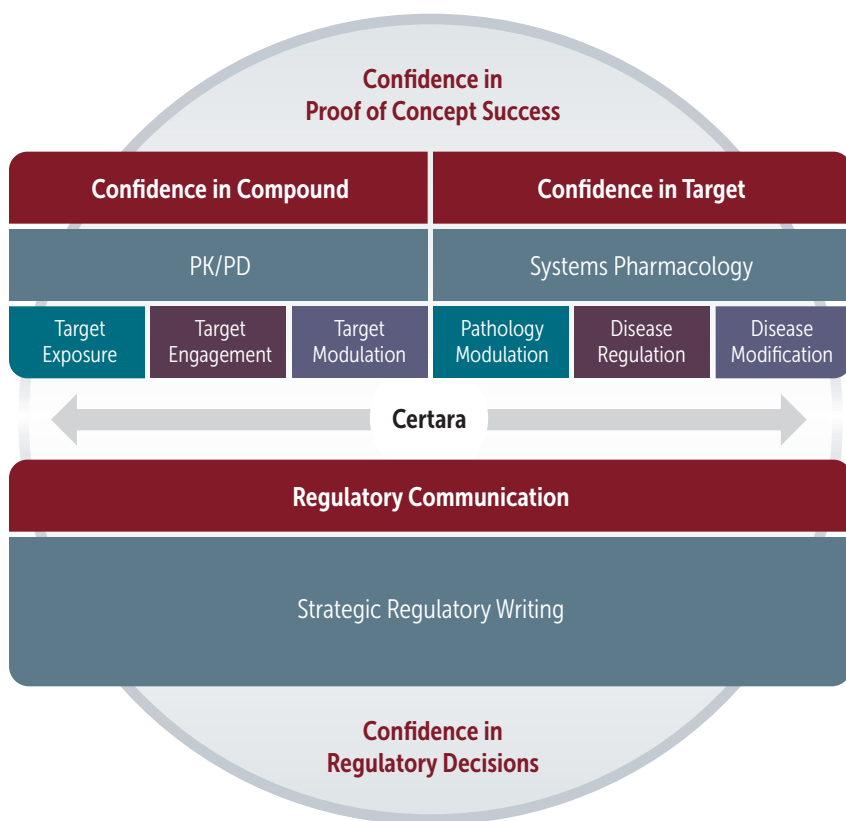 Confidence in
Proof of Concept Success
Confidence in Compound
Confidence in Target
PK/PD
Systems Pharmacology
Target
Exposure
Target
Engagement
Target
Modulation
Pathology
Modulation
Disease
Regulation
Disease
Modification
Certara
Regulatory Communication
Strategic Regulatory Writing
Confidence in
Regulatory Decisions